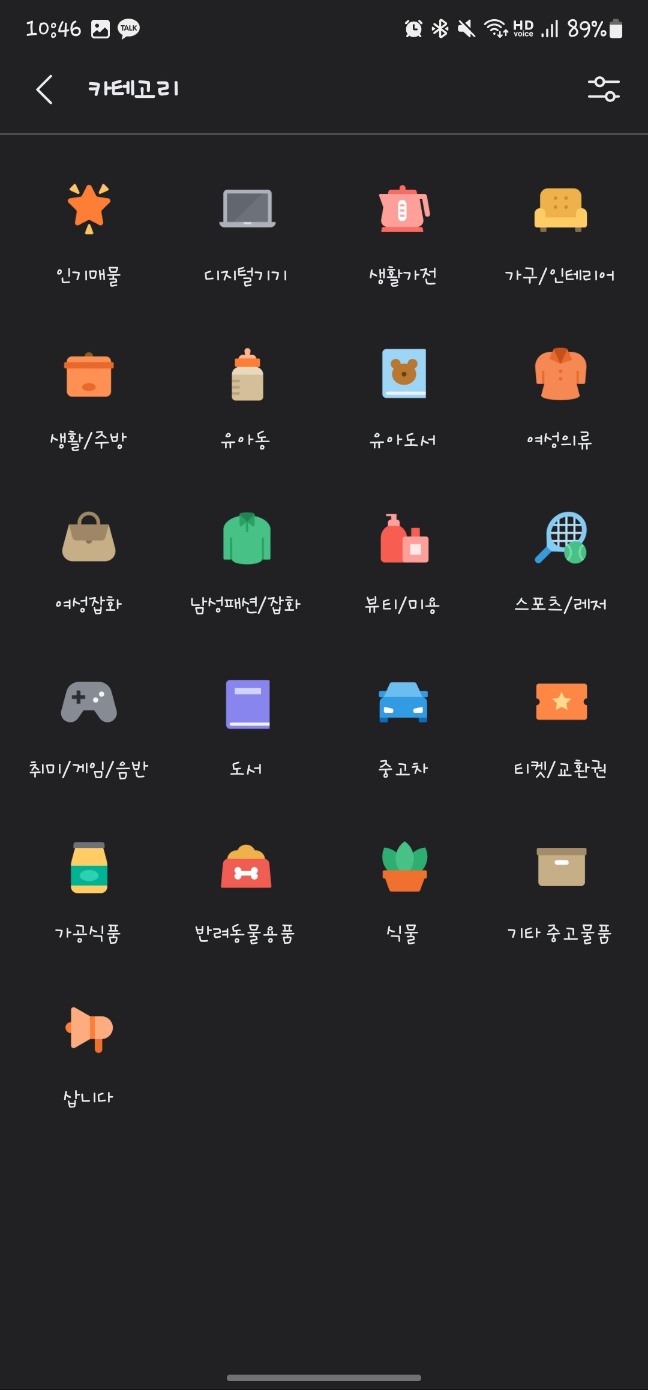 10:46 TALK HD voice 89%
카테고리
인기매물 디지털기기 생활가전 가구/인테리어
생활/주방 유아동 유아도서 여성의류
여성잡화 남성패션/잡화 뷰티/미용 스포츠/레저
취미/게임/음반 도서 중고차 티켓/교환권
가공식품 반려동물용품 식물 기타 중고물품
삽니다